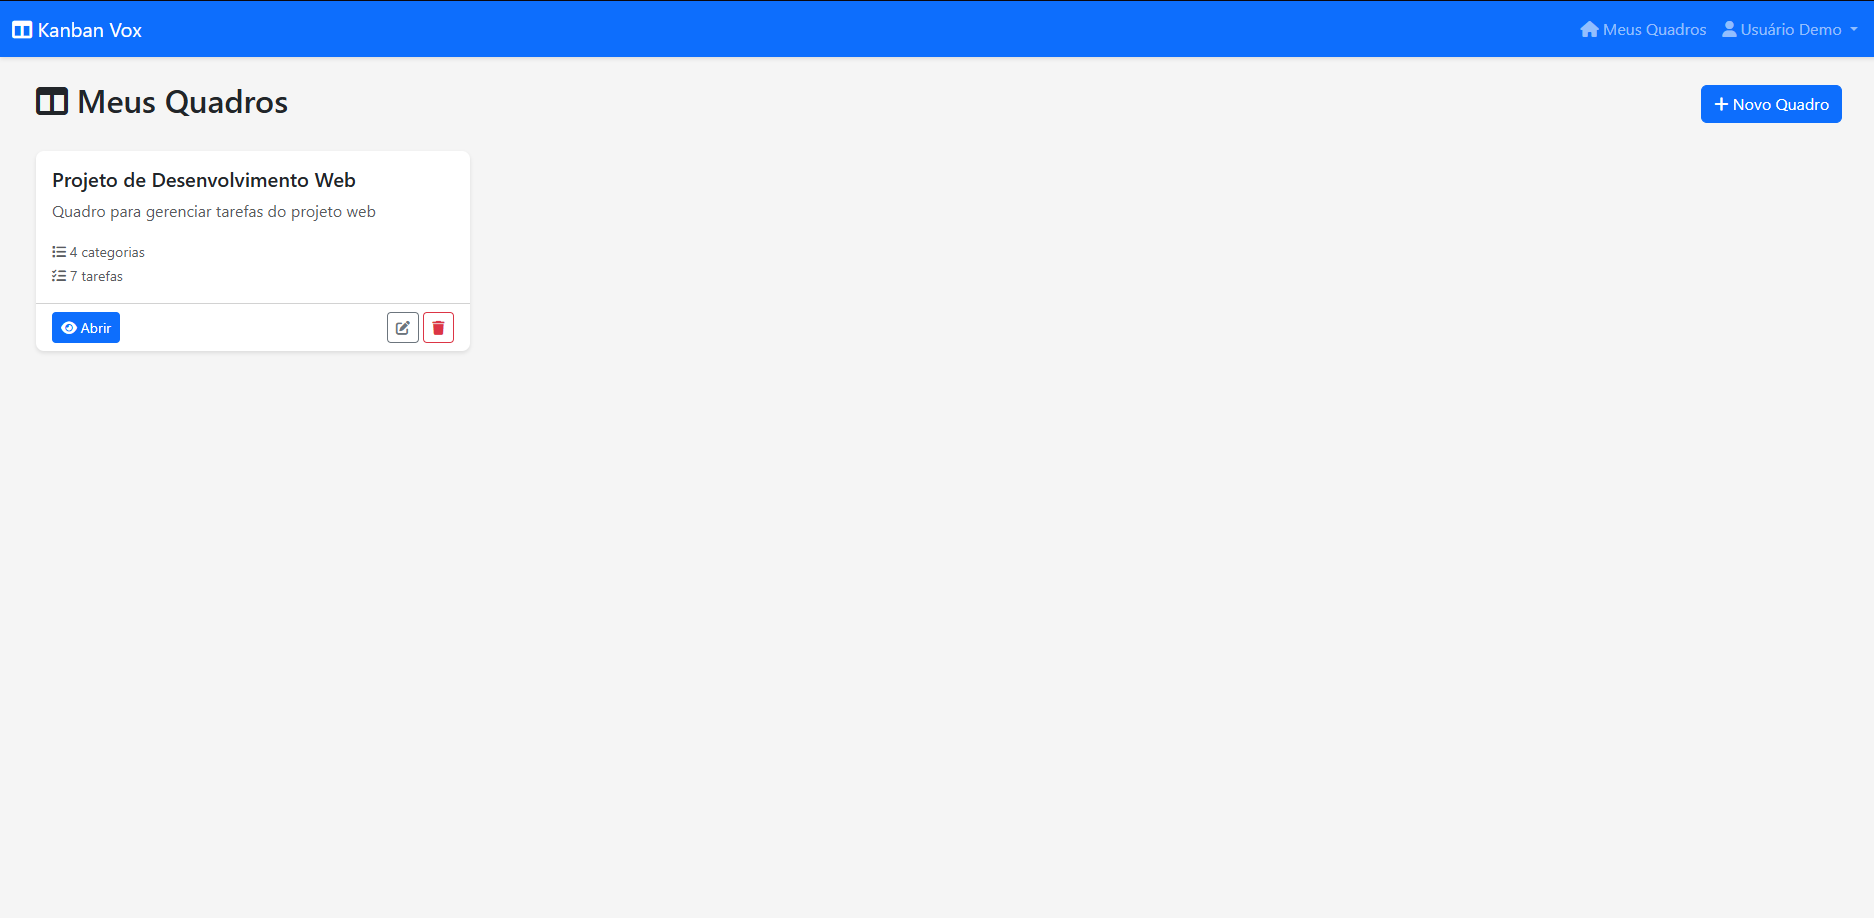 Kanban Vox
Meus Quadros
Usuário Demo
Meus Quadros
Novo Quadro
Projeto de Desenvolvimento Web
Quadro para gerenciar tarefas do projeto web
4 categorias
7 tarefas
Abrir